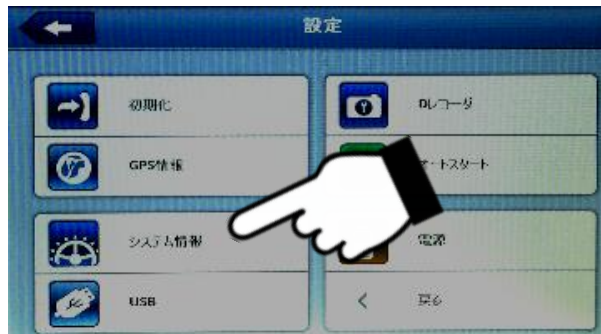 設定
初期化
Dレコーダ
GPS情報
オートスタート
システム情報
電源
USB
戻る